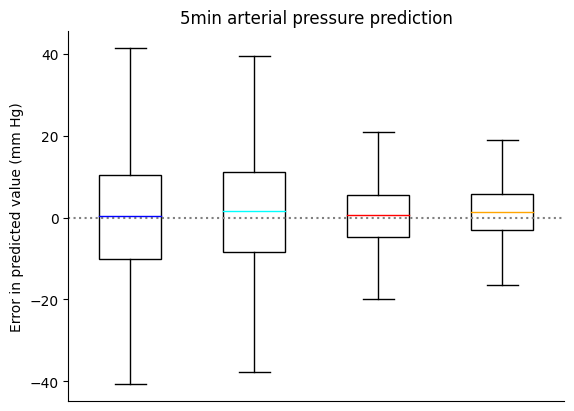 5min arterial pressure prediction
Error in predicted value (mm Hg)
40
20
0
−20
−40